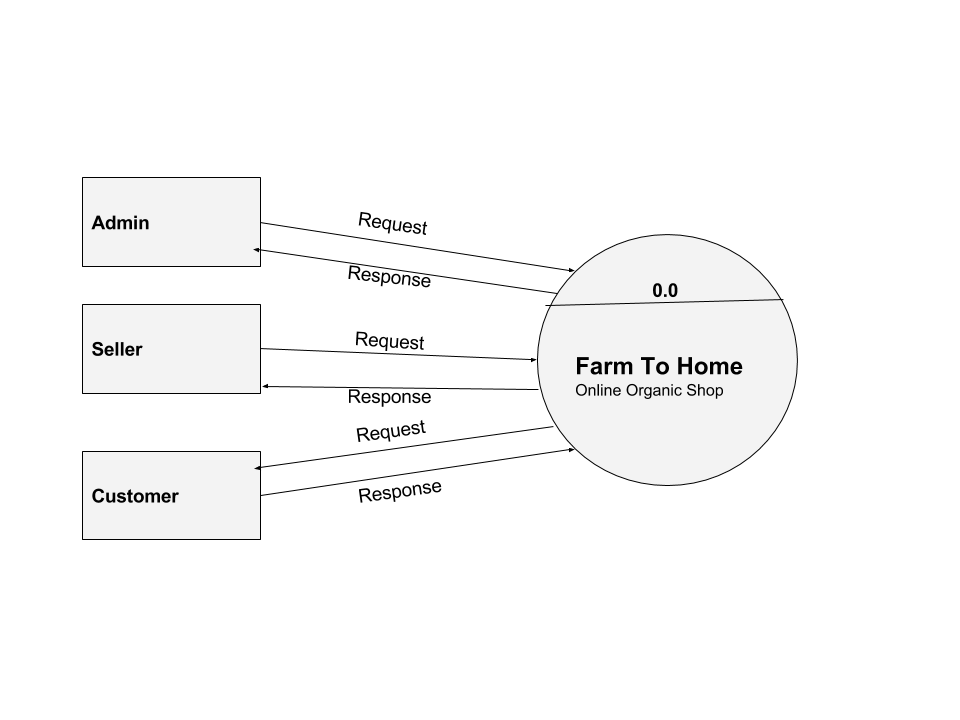 Admin
Request
Response
0.0
Seller
Request
Farm To Home
Online Organic Shop
Response
Request
Customer
Response